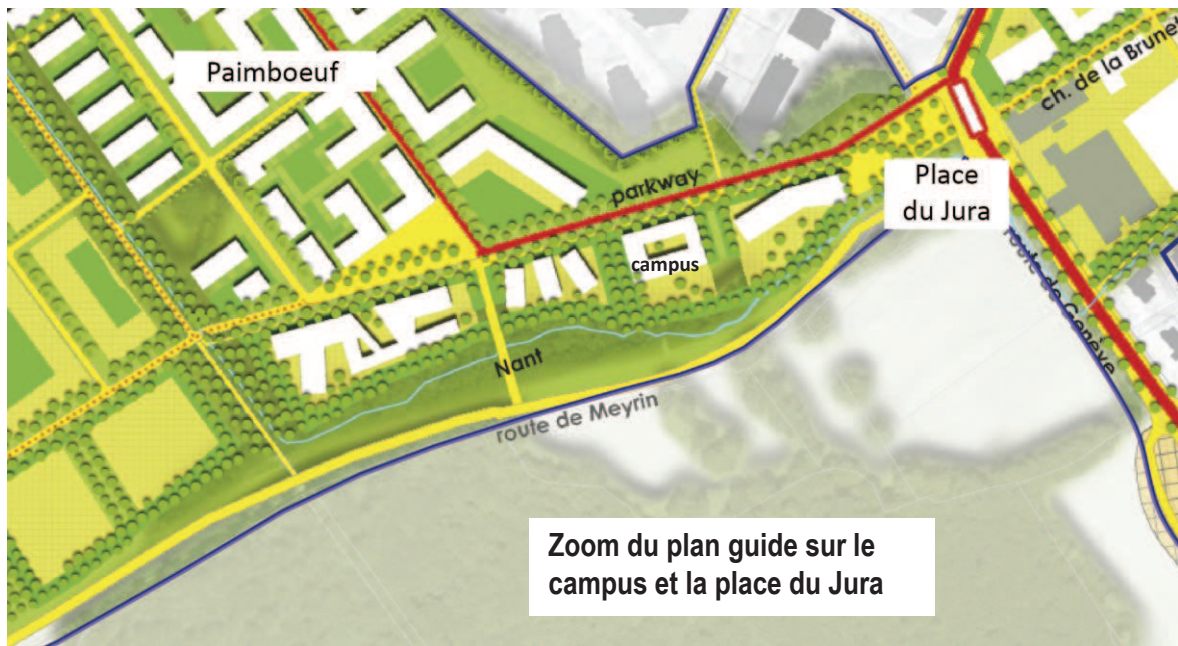 Paimboeuf
ch. de la Brunet
parkway
Place
du Jura
campus
route de Genève
Nant
route de Meyrin
Zoom du plan guide sur le
campus et la place du Jura